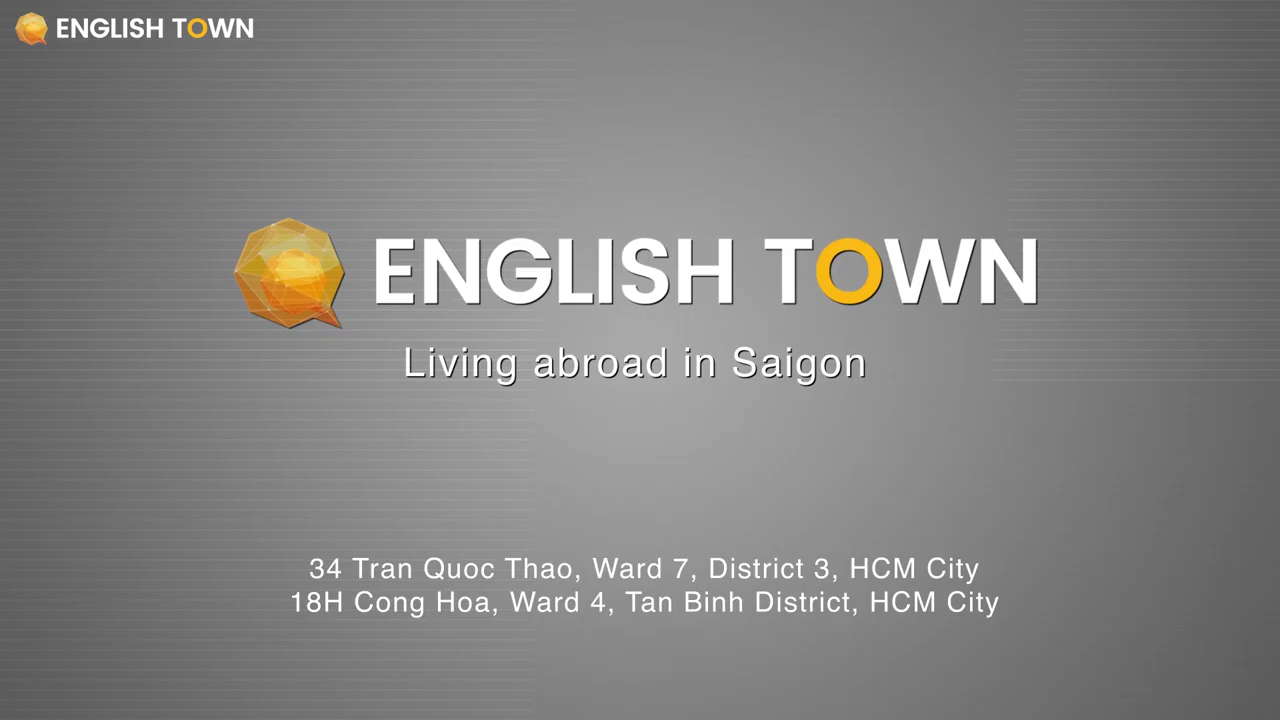 ENGLISH TOWN
ENGLISH TOWN
Living abroad in Saigon
34 Tran Quoc Thao, Ward 7, District 3, HCM City
18H Cong Hoa, Ward 4, Tan Binh District, HCM City